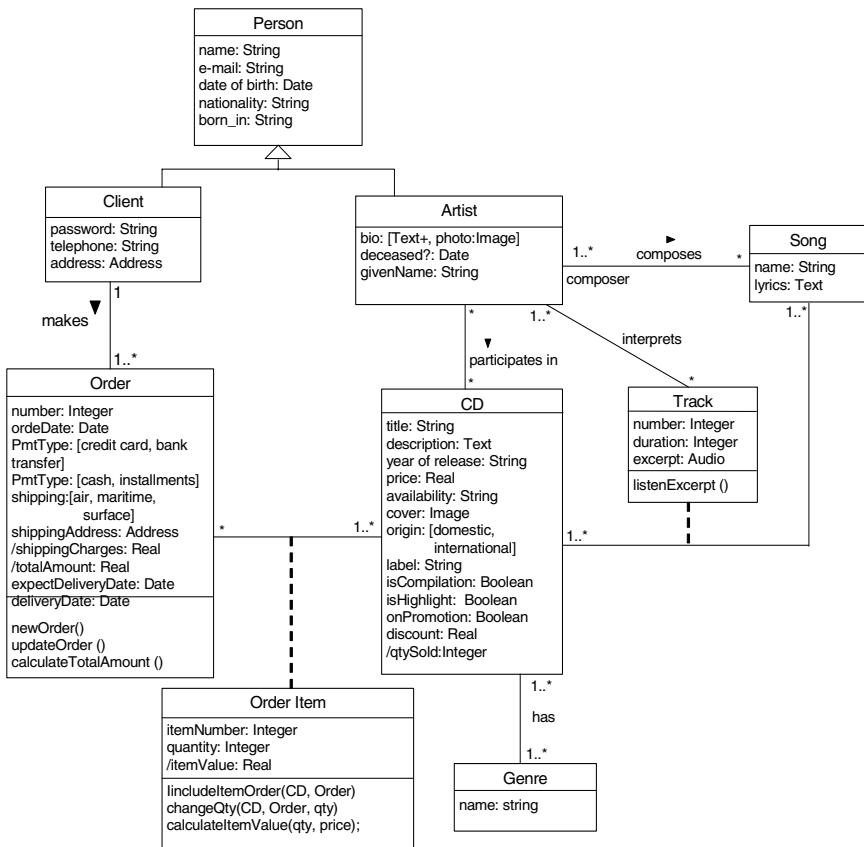 Person
name: String
e-mail: String
date of birth: Date
nationality: String
born_in: String
Client
password: String
telephone: String
address: Address
Artist
bio: [Text+, photo:Image]
deceased?: Date
givenName: String
1..*
composes
*
composer
Song
name: String
lyrics: Text
1
makes
1..*
*
participates in
*
1..*
interprets
*
1..*
Order
number: Integer
ordeDate: Date
PmtType: [credit card, bank
transfer]
PmtType: [cash, installments]
shipping:[air, maritime,
surface]
shippingAddress: Address
/shippingCharges: Real
/totalAmount: Real
expectDeliveryDate: Date
deliveryDate: Date
newOrder()
updateOrder ()
calculateTotalAmount ()
*
1..*
CD
title: String
description: Text
year of release: String
price: Real
availability: String
cover: Image
origin: [domestic,
international]
label: String
isCompilation: Boolean
isHighlight: Boolean
onPromotion: Boolean
discount: Real
/qtySold:Integer
Track
number: Integer
duration: Integer
excerpt: Audio
listenExcerpt ()
1..*
Order Item
itemNumber: Integer
quantity: Integer
/itemValue: Real
IincludeItemOrder(CD, Order)
changeQty(CD, Order, qty)
calculateItemValue(qty, price);
1..*
has
1..*
Genre
name: string